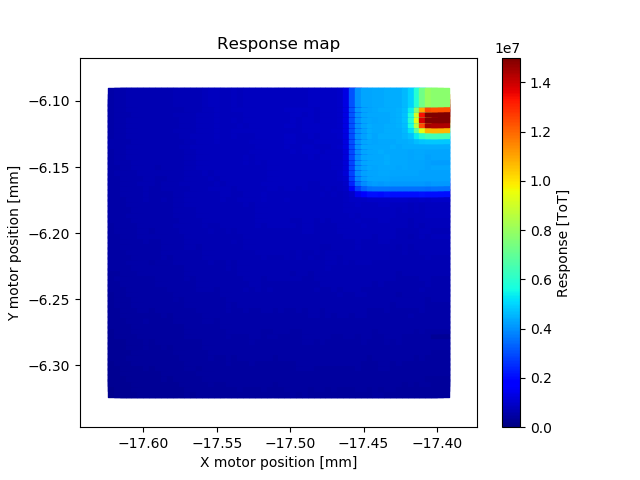 Response map
1e7
−6.10
−6.15
−6.20
−6.25
−6.30
Y motor position [mm]
−17.60 −17.55 −17.50 −17.45 −17.40
X motor position [mm]
1.4
1.2
1.0
0.8
0.6
0.4
0.2
0.0
Response [ToT]